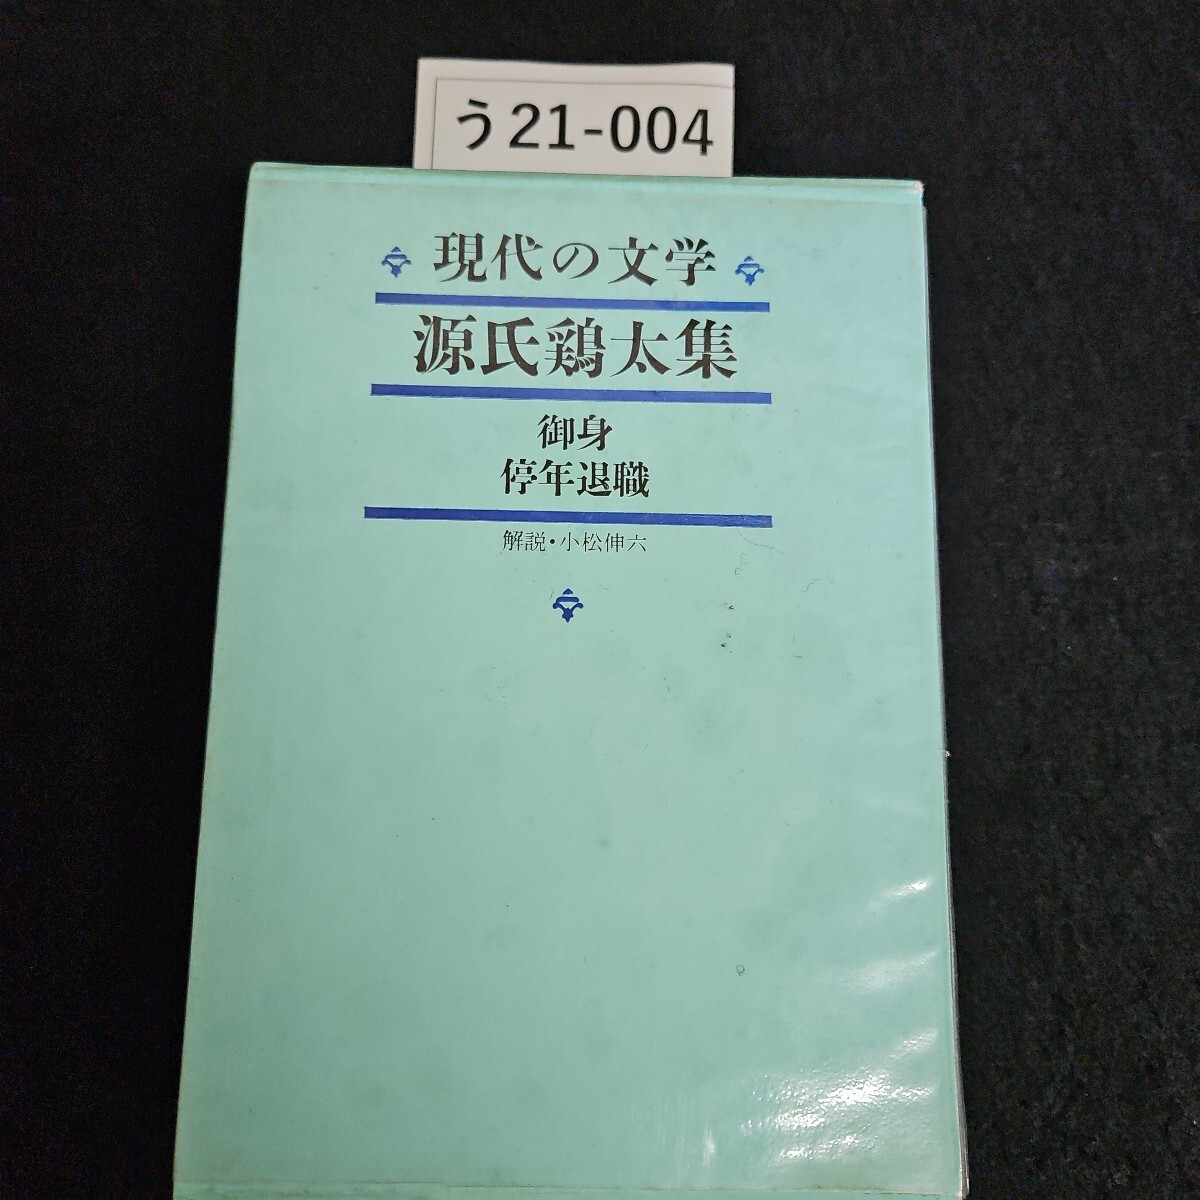 う21-004
現代の文学
源氏鶏太集
御身
停年退職
解説・小松伸六